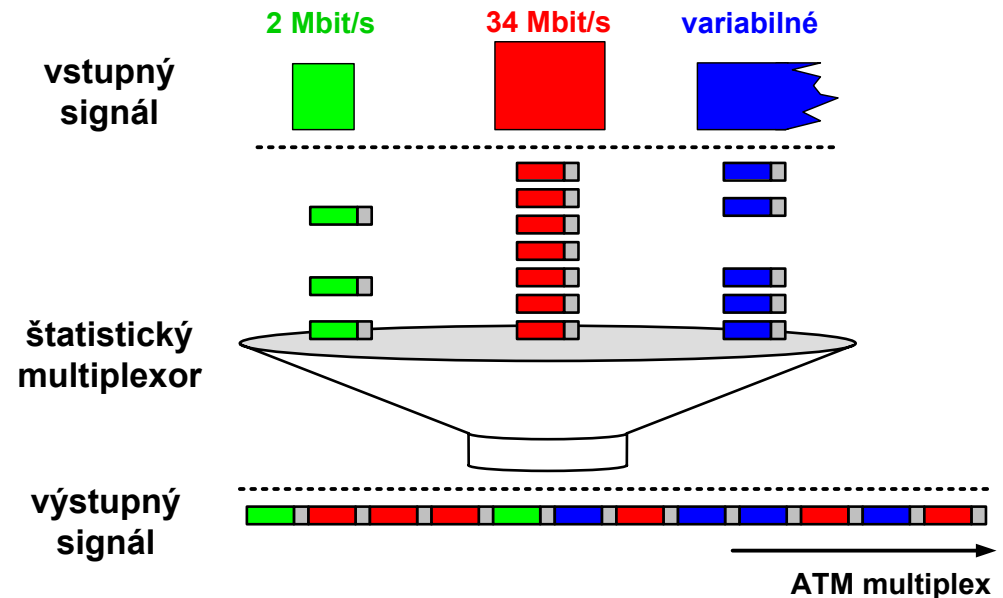 2 Mbit/s
34 Mbit/s
variabilné
vstupný
signál
štatistický
multiplexor
výstupný
signál
ATM multiplex